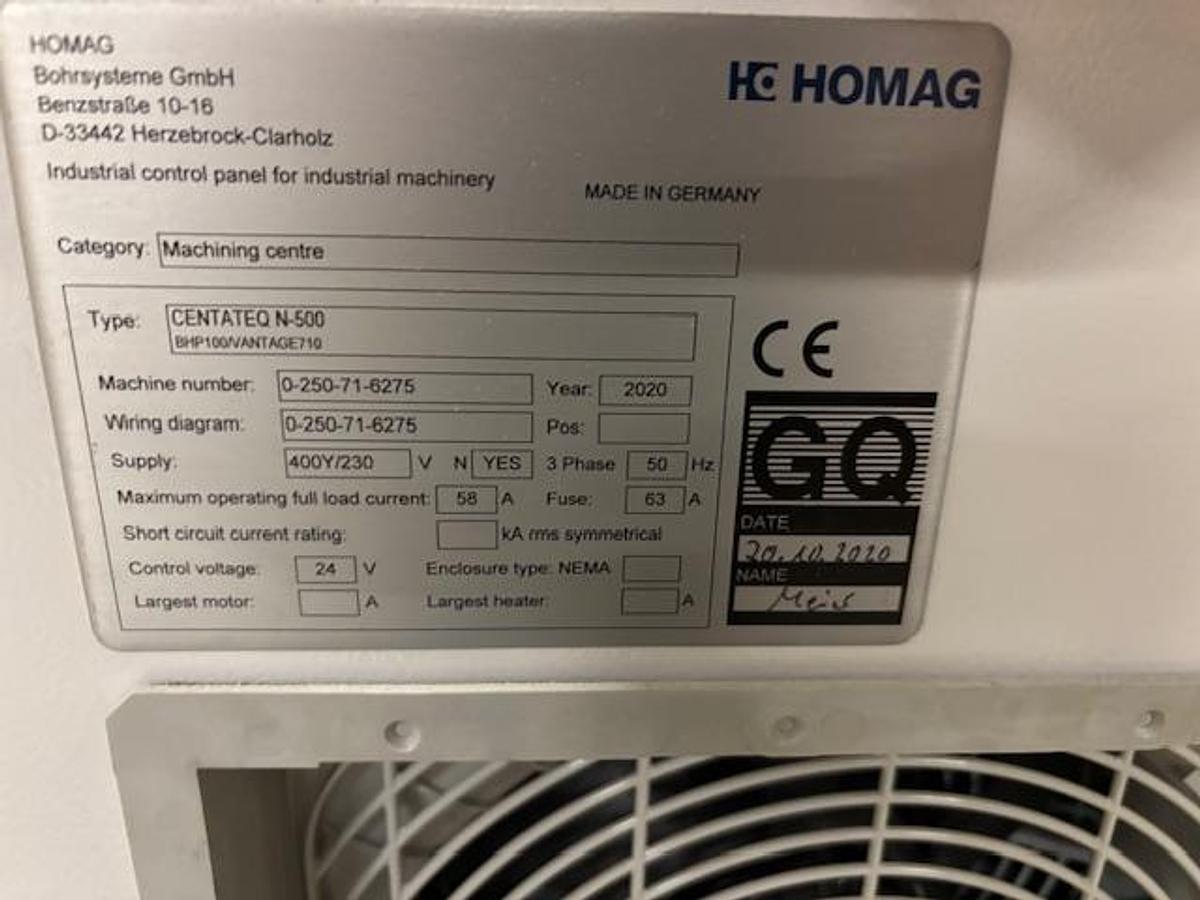 HOMAG
Bohrsysteme GmbH
Benzstraße 10-16
D-33442 Herzebrock-Clarholz
HOMAG
Industrial control panel for industrial machinery
MADE IN GERMANY
Category: Machining centre
Type: CENTATEQ N-500
BHP100/VANTAGE710
CE
Machine number: 0-250-71-6275 Year: 2020
Wiring diagram: 0-250-71-6275 Pos:
Supply: 400Y/230 V N YES 3 Phase 50 Hz
Maximum operating full load current: 58 A Fuse: 63 A
Short circuit current rating: kA rms symmetrical
Control voltage: 24 V Enclosure type: NEMA
Largest motor: A Largest heater: A
GQ
DATE
20.10.2020
NAME